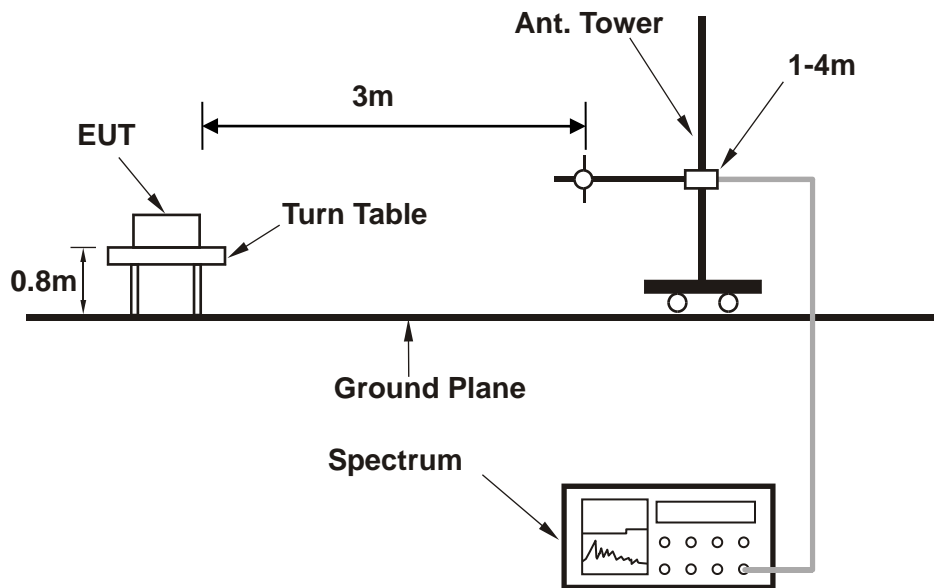 Ant. Tower
1-4m
3m
EUT
Turn Table
0.8m
Ground Plane
Spectrum